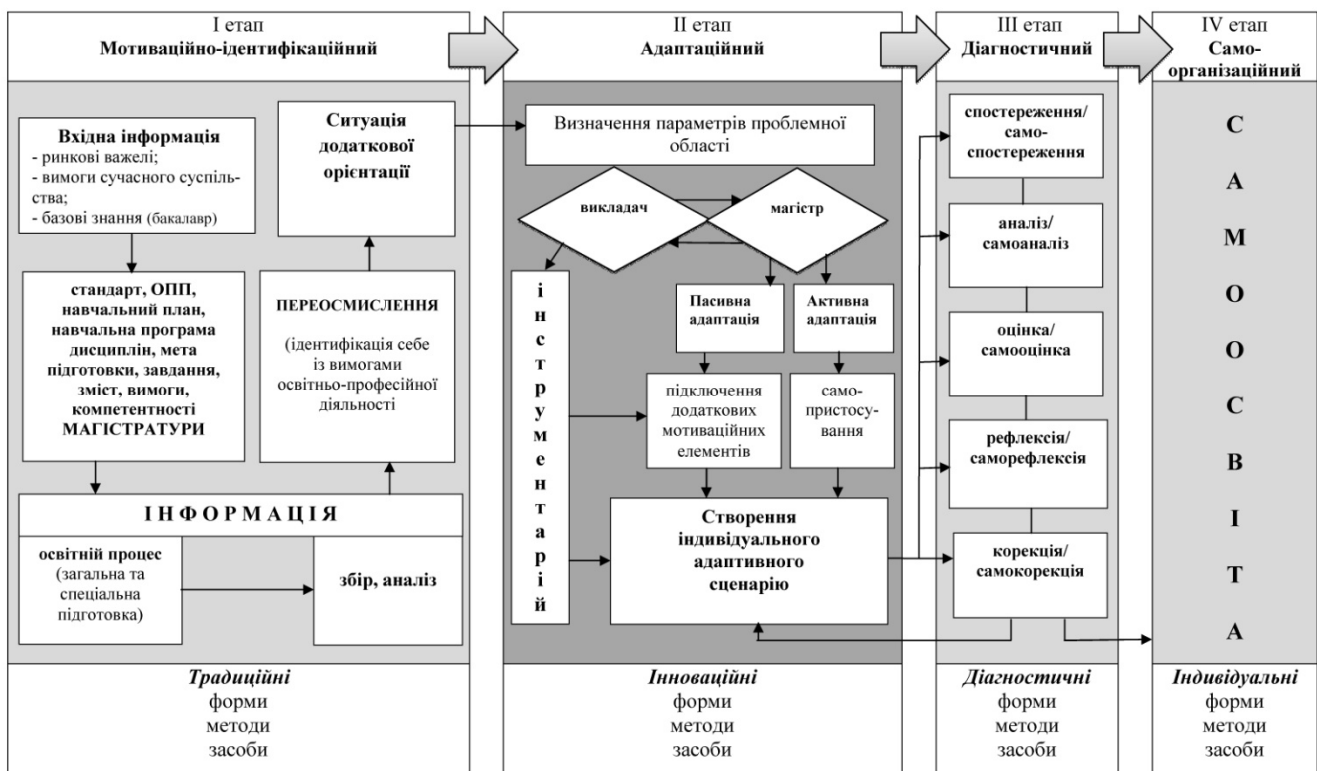 І етап
Мотиваційно-ідентифікаційний
ІІ етап
Адаптаційний
ІІІ етап
Діагностичний
IV етап
Само-
організаційний
Вхідна інформація
- ринкові важелі;
- вимоги сучасного суспіль-
ства;
- базові знання (бакалавр)
стандарт, ОПП,
навчальний план,
навчальна програма
дисциплін, мета
підготовки, завдання,
зміст, вимоги,
компетентності
МАГІСТРАТУРИ
Ситуація
додаткової
орієнтації
ПЕРЕОСМИСЛЕННЯ
(ідентифікація себе
із вимогами
освітньо-професійної
діяльності)
І Н Ф О Р М А Ц І Я
освітній процес
(загальна та
спеціальна
підготовка)
збір, аналіз
Визначення параметрів проблемної
області
викладач
магістр
і
н
с
т
р
у
м
е
н
т
а
р
і
й
Пасивна
адаптація
Активна
адаптація
підключення
додаткових
мотиваційних
елементів
само-
пристосу-
вання
Створення
індивідуального
адаптивного
сценарію
спостереження/
само-
спостереження
аналіз/
самоаналіз
оцінка/
самооцінка
рефлексія/
саморефлексія
корекція/
самокорекція
С
А
М
О
О
С
В
І
Т
А
Традиційні
форми
методи
засоби
Інноваційні
форми
методи
засоби
Діагностичні
форми
методи
засоби
Індивідуальні
форми
методи
засоби